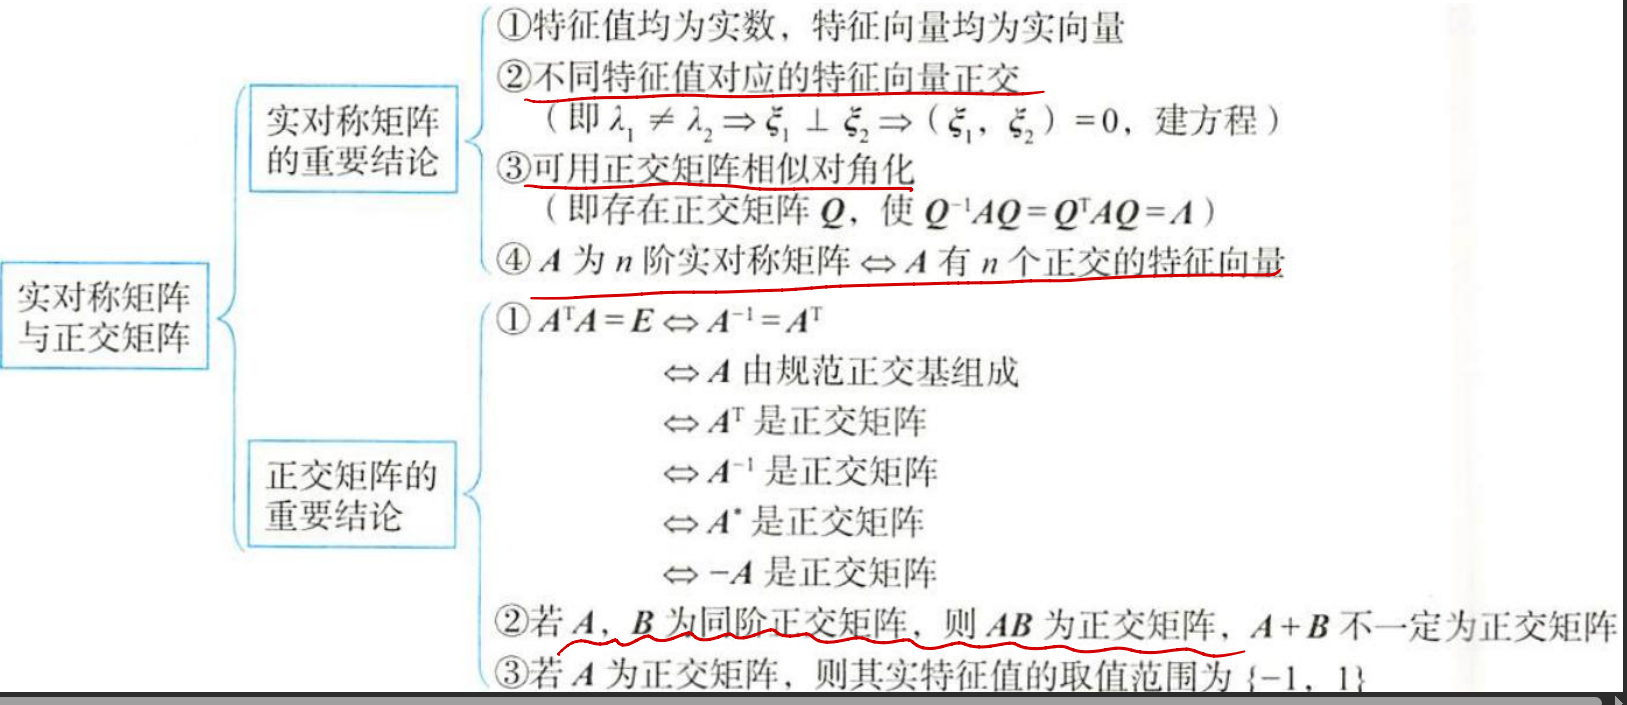 实对称矩阵
与正交矩阵
实对称矩阵
的重要结论
①特征值均为实数，特征向量均为实向量
②不同特征值对应的特征向量正交
（即 λ₁ ≠ λ₂ ⇒ ξ₁ ⊥ ξ₂ ⇒（ξ₁，ξ₂）=0，建方程）
③可用正交矩阵相似对角化
（即存在正交矩阵 Q，使 Q⁻¹AQ=QᵀAQ=Λ）
④ A 为 n 阶实对称矩阵 ⇔ A 有 n 个正交的特征向量
正交矩阵的
重要结论
① AᵀA=E ⇔ A⁻¹=Aᵀ
⇔ A 由规范正交基组成
⇔ Aᵀ 是正交矩阵
⇔ A⁻¹ 是正交矩阵
⇔ A* 是正交矩阵
⇔ −A 是正交矩阵
②若 A，B 为同阶正交矩阵，则 AB 为正交矩阵，A+B 不一定为正交矩阵
③若 A 为正交矩阵，则其实特征值的取值范围为 {−1，1}